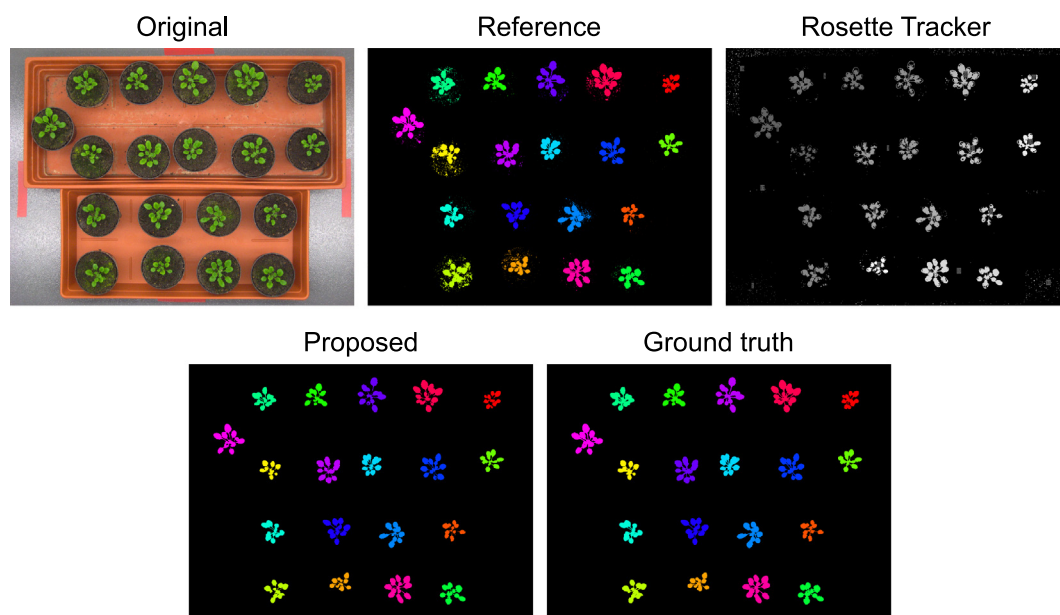 Original
Reference
Rosette Tracker
Proposed
Ground truth